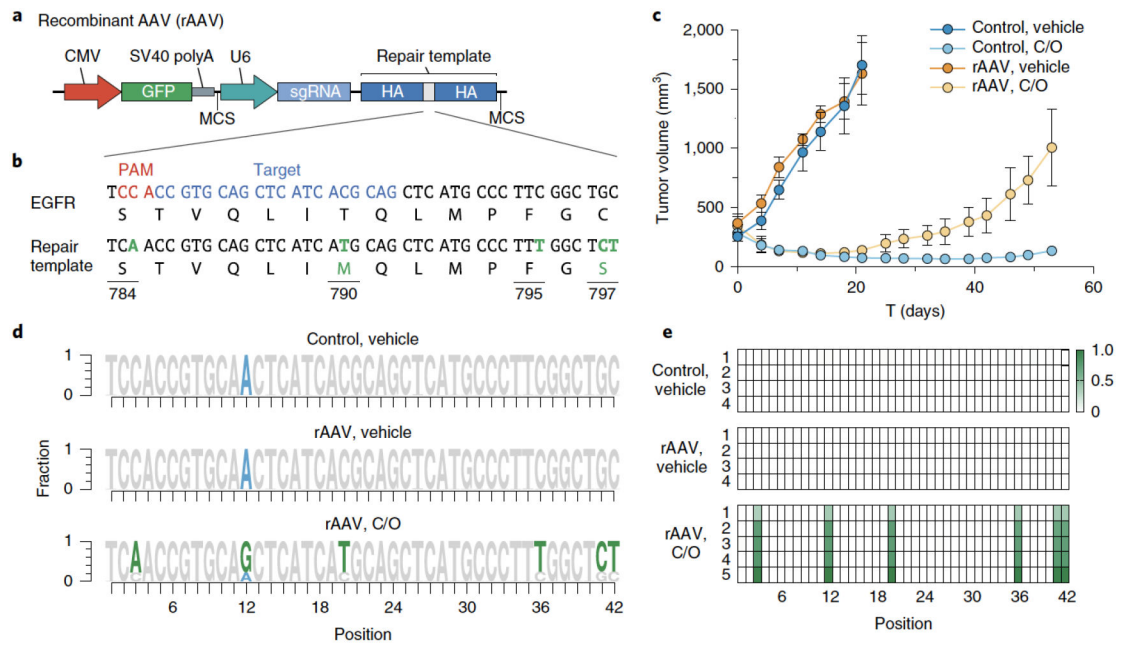 a Recombinant AAV (rAAV)
CMV SV40 polyA U6 Repair template
GFP sgRNA HA HA
MCS MCS
b PAM Target
EGFR TCC ACC GTG CAG CTC ATC ACG CAG CTC ATG CCC TTC GGC TGC
S T V Q L I T Q L M P F G C
Repair template TCA ACC GTG CAG CTC ATC ATG CAG CTC ATG CCC TTT GGC TCT
S T V Q L I M Q L M P F G S
784 790 795 797
c
Control, vehicle
Control, C/O
rAAV, vehicle
rAAV, C/O
Tumor volume (mm3)
2,000
1,500
1,000
500
0
0 20 40 60
T (days)
d
Control, vehicle
1
0
TCCACCGTGCAACTCATCACGCAGCTCATGCCCTTCGGCTGC
rAAV, vehicle
1
0
TCCACCGTGCAACTCATCACGCAGCTCATGCCCTTCGGCTGC
rAAV, C/O
1
0
TCAACCGTGCAGCTCATCATGCAGCTCATGCCCTTTGGCTCT
C A C C GC
Fraction
6 12 18 24 30 36 42
Position
e
Control, vehicle
1
2
3
4
1.0
0.5
0
rAAV, vehicle
1
2
3
4
rAAV, C/O
1
2
3
4
5
6 12 18 24 30 36 42
Position